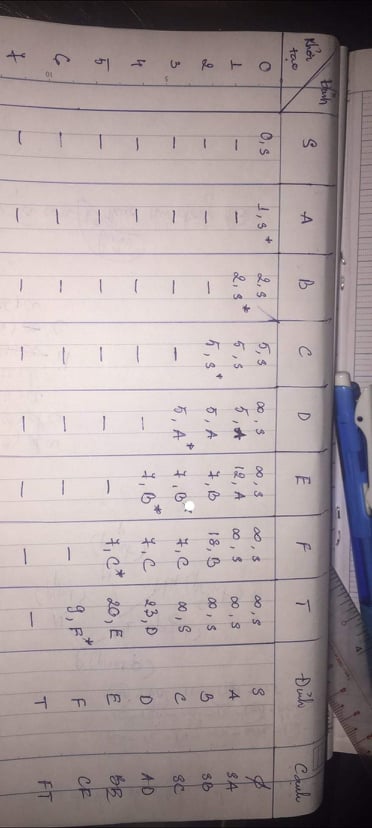 Đỉnh
Khởi tạo S A B C D E F T Đỉnh Cạnh
0 0,S 1,S* 2,S 5,S ∞,S ∞,S ∞,S ∞,S S ∅
1 – – 2,S* 5,S 5,A 12,A ∞,S ∞,S A SA
2 – – – 5,S* 5,A 7,B 18,B ∞,S B SB
3 – – – – 5,A* 7,B 7,C ∞,S C SC
4 – – – – – 7,B* 7,C 23,D D AD
5 – – – – – – 7,C* 20,E E BE
6 – – – – – – – 9,F* F CF
7 – – – – – – – – T FT